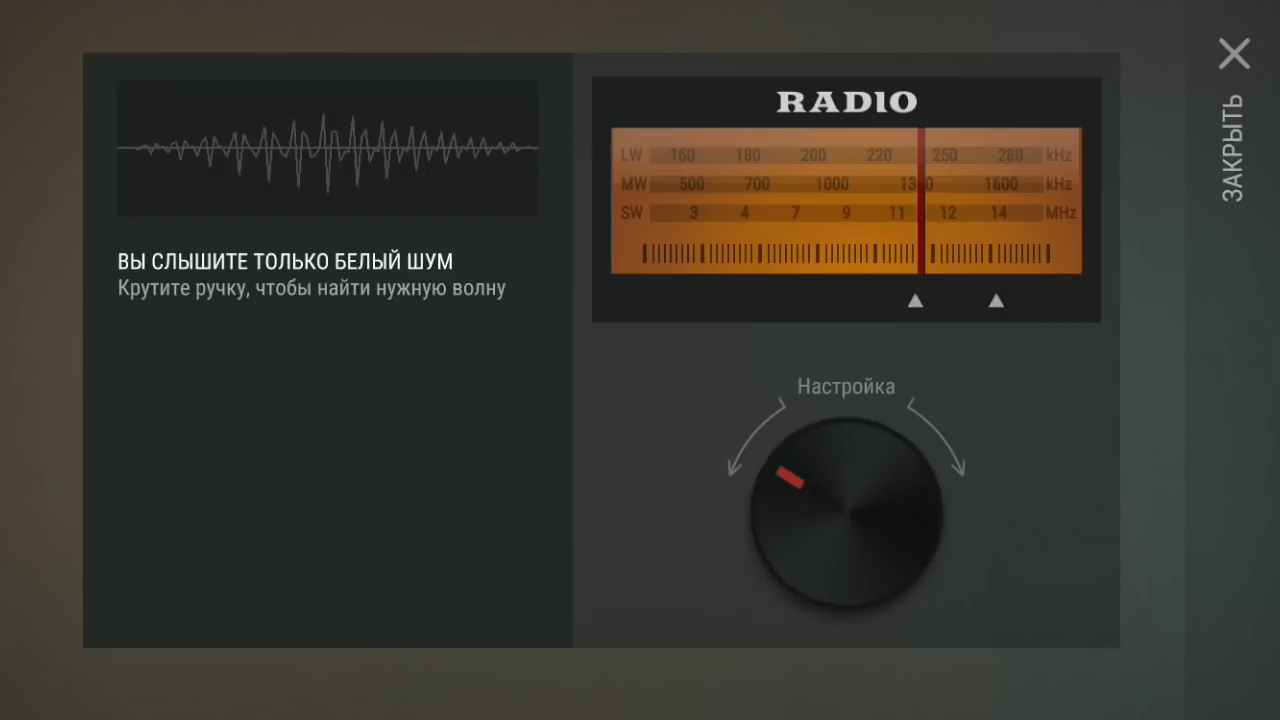 ЗАКРЫТЬ
RADIO
LW 160 180 200 220 250 280 kHz
MW 500 700 1000 1600 kHz
SW 3 4 7 9 11 12 14 MHz
ВЫ СЛЫШИТЕ ТОЛЬКО БЕЛЫЙ ШУМ
Крутите ручку, чтобы найти нужную волну
Настройка